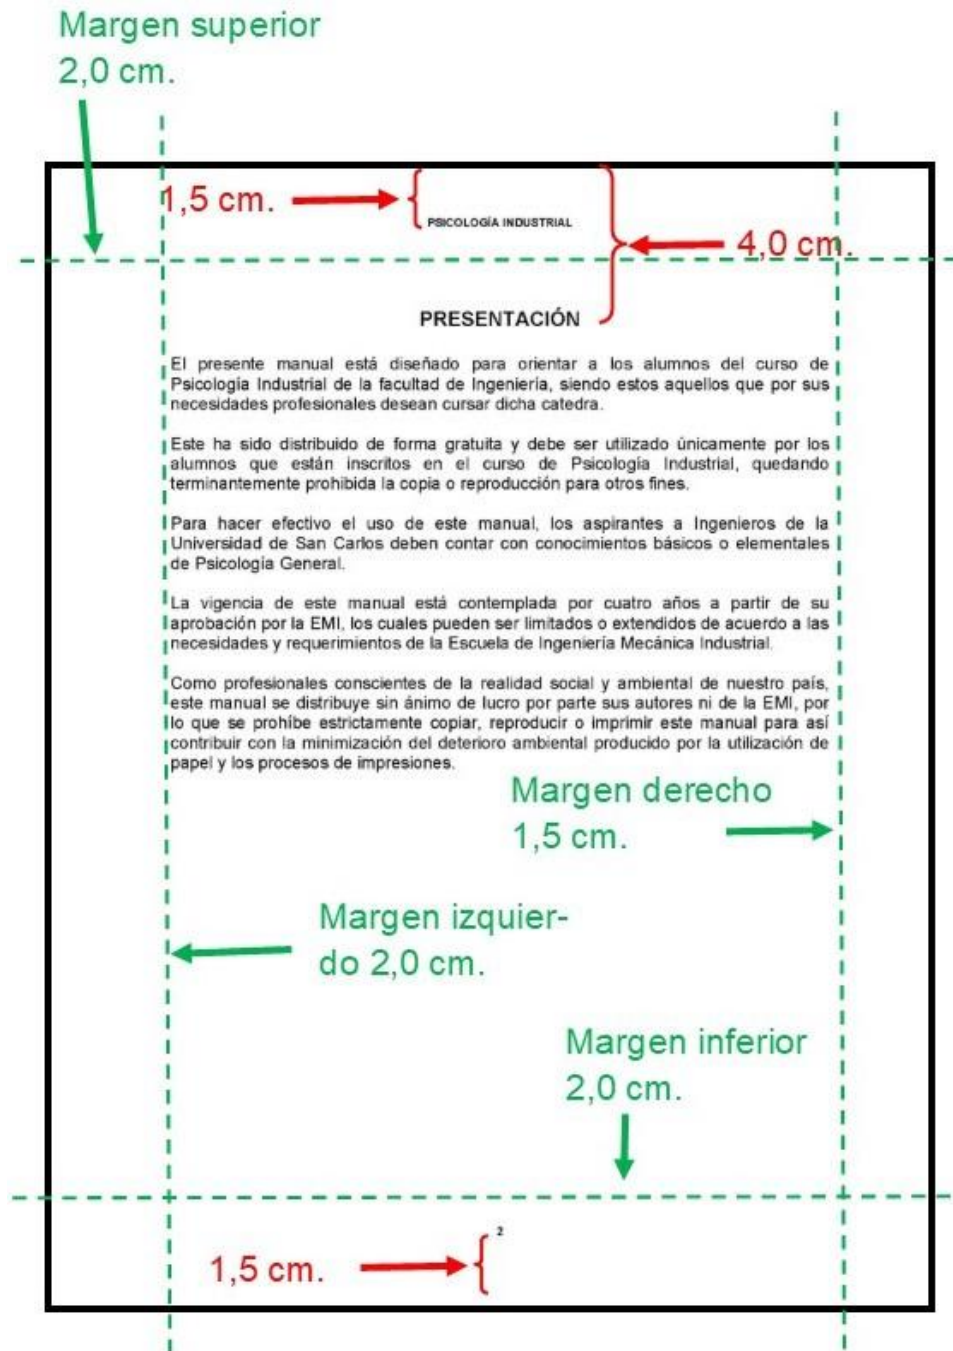 Margen superior
2,0 cm.
1,5 cm.
PSICOLOGÍA INDUSTRIAL
4,0 cm.
PRESENTACIÓN
El presente manual está diseñado para orientar a los alumnos del curso de
Psicología Industrial de la facultad de Ingeniería, siendo estos aquellos que por sus
necesidades profesionales desean cursar dicha catedra.
Este ha sido distribuido de forma gratuita y debe ser utilizado únicamente por los
alumnos que están inscritos en el curso de Psicología Industrial, quedando
terminantemente prohibida la copia o reproducción para otros fines.
Para hacer efectivo el uso de este manual, los aspirantes a Ingenieros de la
Universidad de San Carlos deben contar con conocimientos básicos o elementales
de Psicología General.
La vigencia de este manual está contemplada por cuatro años a partir de su
aprobación por la EMI, los cuales pueden ser limitados o extendidos de acuerdo a las
necesidades y requerimientos de la Escuela de Ingeniería Mecánica Industrial.
Como profesionales conscientes de la realidad social y ambiental de nuestro país,
este manual se distribuye sin ánimo de lucro por parte sus autores ni de la EMI, por
lo que se prohíbe estrictamente copiar, reproducir o imprimir este manual para así
contribuir con la minimización del deterioro ambiental producido por la utilización de
papel y los procesos de impresiones.
Margen derecho
1,5 cm.
Margen izquier-
do 2,0 cm.
Margen inferior
2,0 cm.
2
1,5 cm.